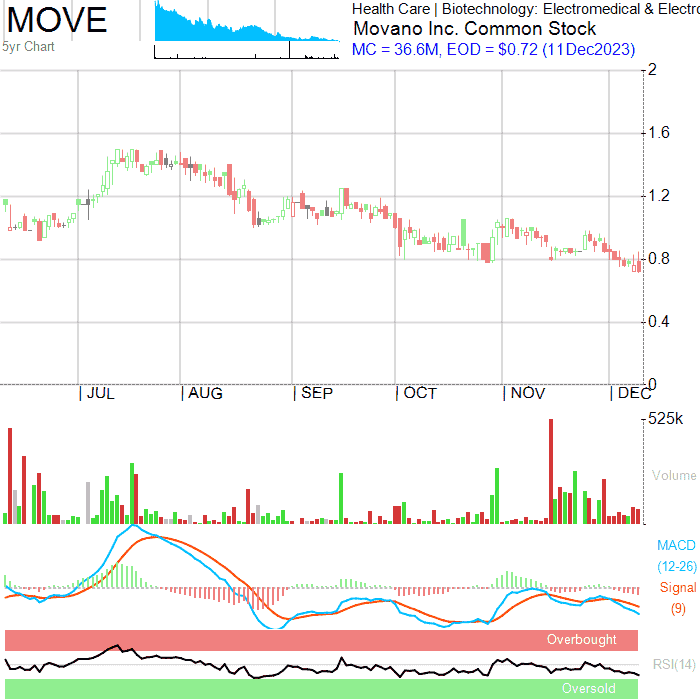 MOVE
5yr Chart
Health Care | Biotechnology: Electromedical & Electro
Movano Inc. Common Stock
MC = 36.6M, EOD = $0.72 (11Dec2023)
2
1.6
1.2
0.8
0.4
0
| JUL | AUG | SEP | OCT | NOV | DEC
525k
Volume
MACD
(12-26)
Signal
(9)
Overbought
RSI(14)
Oversold